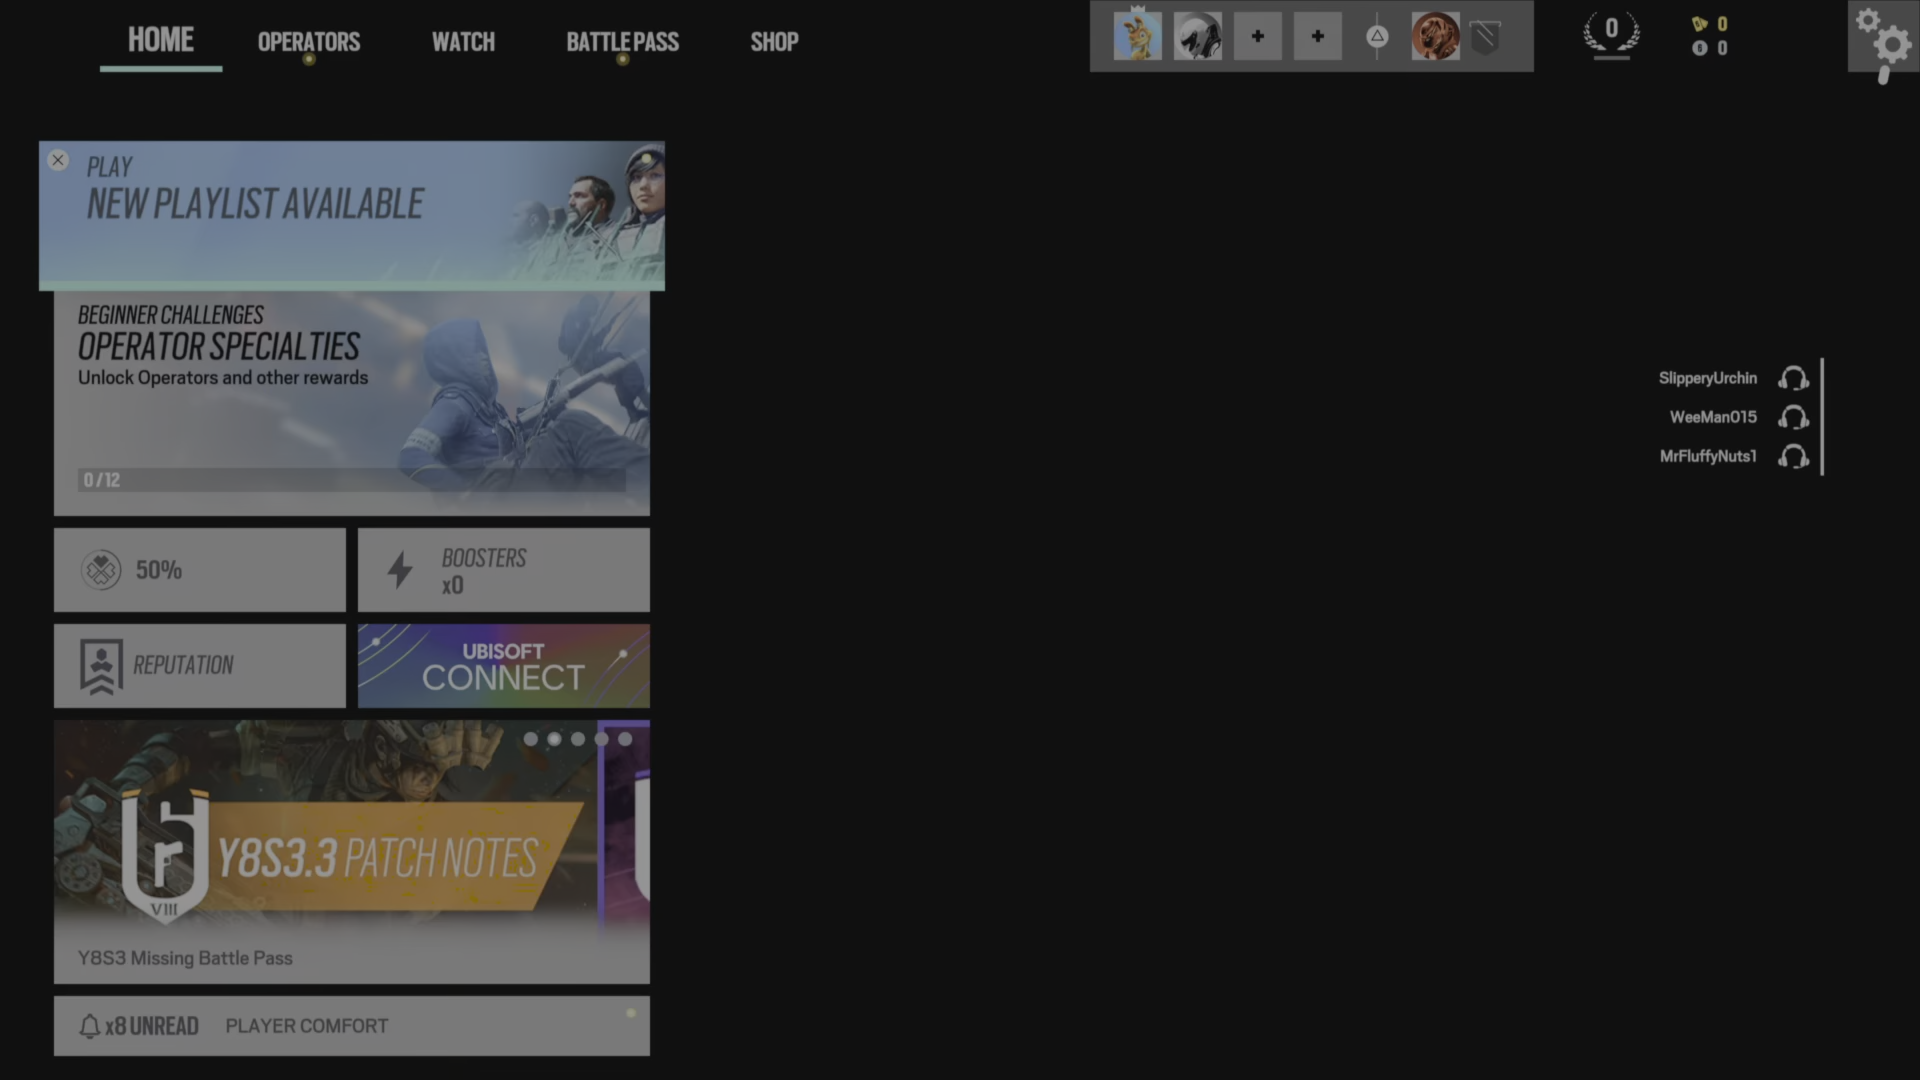 HOME
OPERATORS
WATCH
BATTLE PASS
SHOP
0
0
0
PLAY
NEW PLAYLIST AVAILABLE
BEGINNER CHALLENGES
OPERATOR SPECIALTIES
Unlock Operators and other rewards
0/12
SlipperyUrchin
WeeMan015
MrFluffyNuts1
50%
BOOSTERS
x0
REPUTATION
UBISOFT
CONNECT
Y8S3.3 PATCH NOTES
VIII
Y8S3 Missing Battle Pass
x8 UNREAD
PLAYER COMFORT